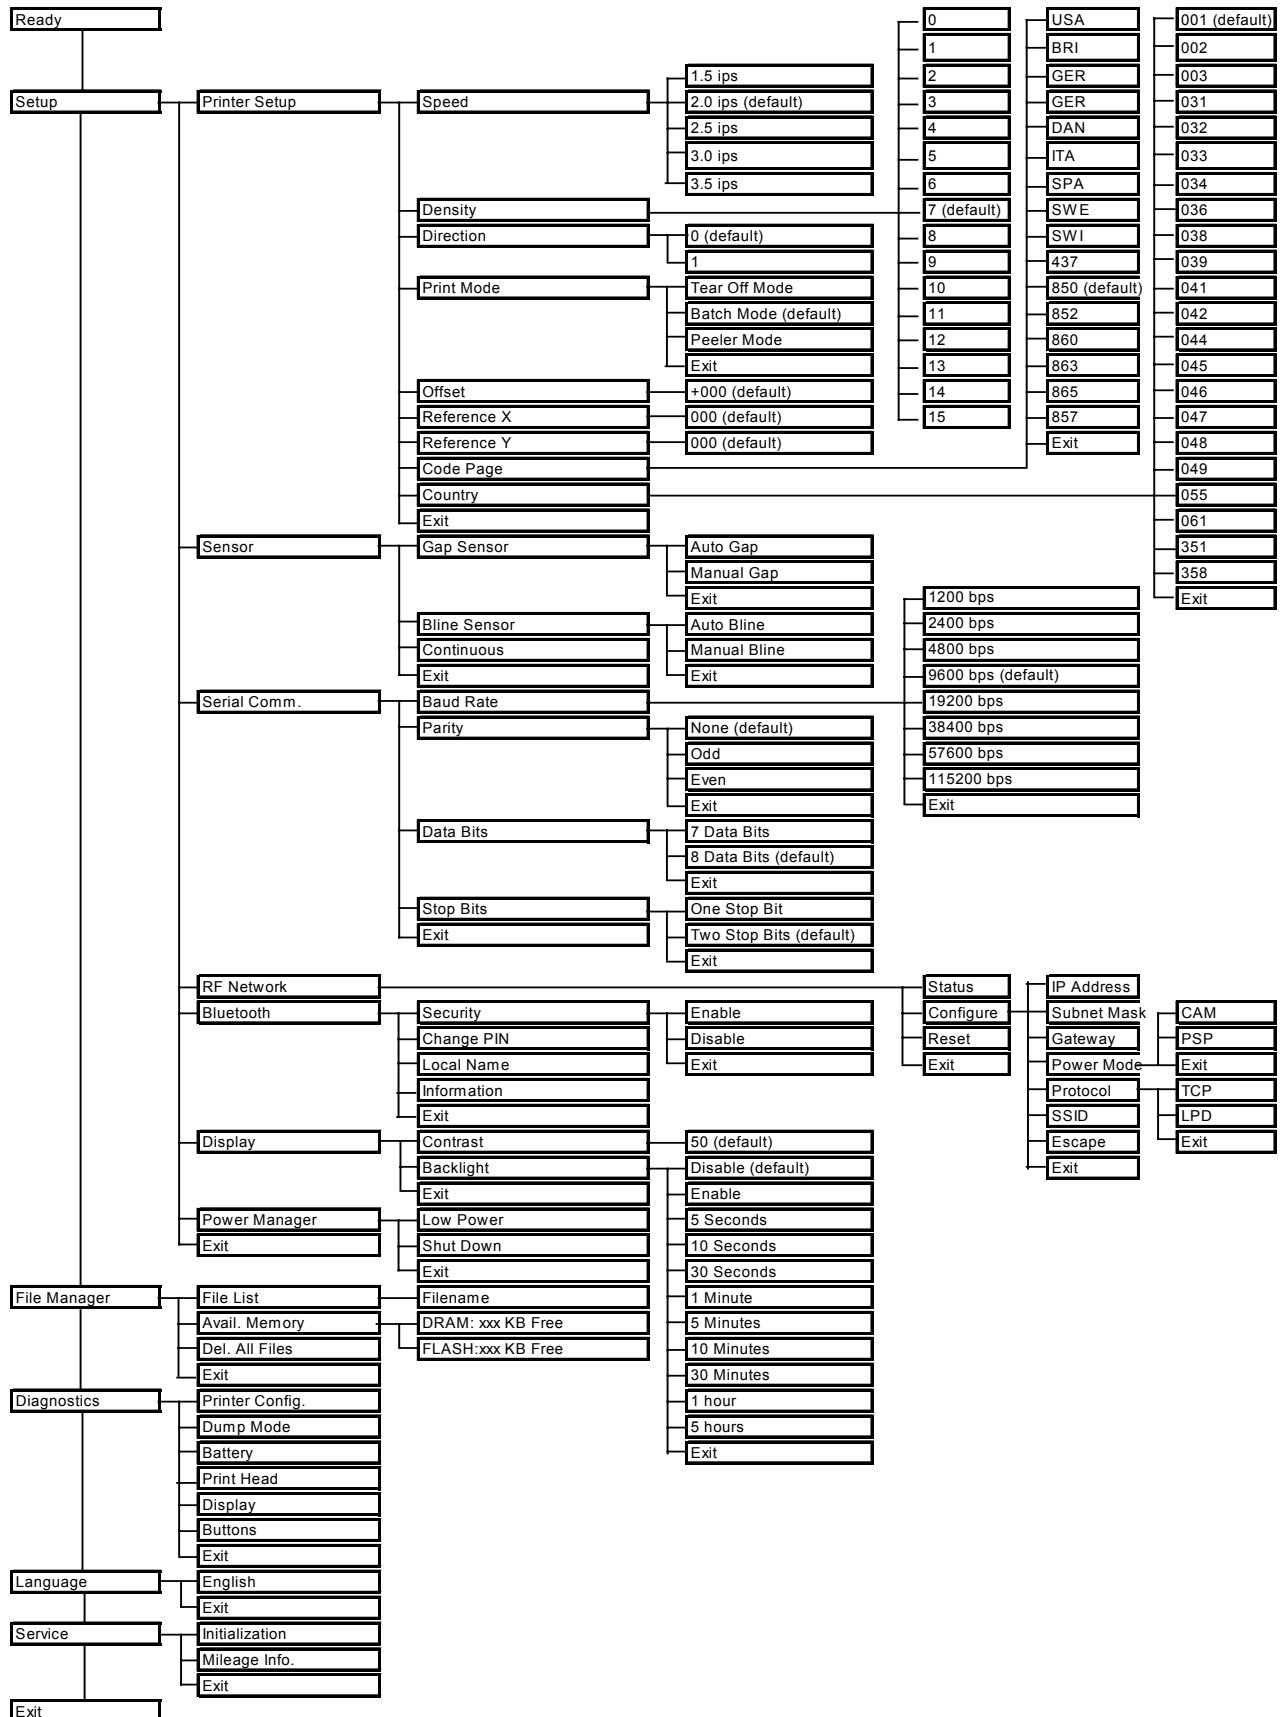 Ready
Setup
Printer Setup
Speed
1.5 ips
2.0 ips (default)
2.5 ips
3.0 ips
3.5 ips
Density
0
1
2
3
4
5
6
7 (default)
8
9
10
11
12
13
14
15
Direction
0 (default)
1
Print Mode
Tear Off Mode
Batch Mode (default)
Peeler Mode
Exit
Offset
+000 (default)
Reference X
000 (default)
Reference Y
000 (default)
Code Page
USA
BRI
GER
GER
DAN
ITA
SPA
SWE
SWI
437
850 (default)
852
860
863
865
857
Exit
Country
001 (default)
002
003
031
032
033
034
036
038
039
041
042
044
045
046
047
048
049
055
061
351
358
Exit
Exit
Sensor
Gap Sensor
Auto Gap
Manual Gap
Exit
Bline Sensor
Auto Bline
Manual Bline
Exit
Continuous
Exit
Serial Comm.
Baud Rate
1200 bps
2400 bps
4800 bps
9600 bps (default)
19200 bps
38400 bps
57600 bps
115200 bps
Exit
Parity
None (default)
Odd
Even
Exit
Data Bits
7 Data Bits
8 Data Bits (default)
Exit
Stop Bits
One Stop Bit
Two Stop Bits (default)
Exit
Exit
RF Network
Status
Configure
IP Address
Subnet Mask
Gateway
Power Mode
CAM
PSP
Exit
Protocol
TCP
LPD
Exit
SSID
Escape
Exit
Reset
Exit
Bluetooth
Security
Enable
Disable
Exit
Change PIN
Local Name
Information
Exit
Display
Contrast
50 (default)
Backlight
Disable (default)
Enable
5 Seconds
10 Seconds
30 Seconds
1 Minute
5 Minutes
10 Minutes
30 Minutes
1 hour
5 hours
Exit
Exit
Power Manager
Low Power
Shut Down
Exit
Exit
File Manager
File List
Filename
Avail. Memory
DRAM: xxx KB Free
FLASH:xxx KB Free
Del. All Files
Exit
Diagnostics
Printer Config.
Dump Mode
Battery
Print Head
Display
Buttons
Exit
Language
English
Exit
Service
Initialization
Mileage Info.
Exit
Exit